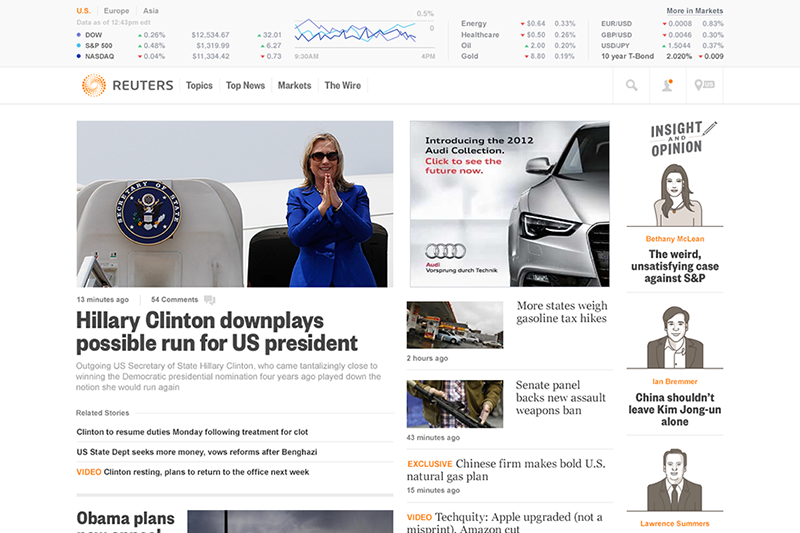 U.S. Europe Asia
Data as of 12:43pm edt
DOW 0.26% $12,534.67 32.01
S&P 500 0.48% $1,319.99 6.27
NASDAQ 0.04% $11,334.42 0.73
0.5%
0
9:30AM 4PM
Energy $0.64 0.33%
Healthcare $0.50 0.26%
Oil 2.00 0.20%
Gold 8.80 0.19%
More in Markets
EUR/USD 0.0008 0.83%
GBP/USD 0.0046 0.30%
USD/JPY 1.5044 0.37%
10 year T-Bond 2.020% 0.009
REUTERS Topics Top News Markets The Wire
US
SECRETARY OF STATE
13 minutes ago 54 Comments
Hillary Clinton downplays
possible run for US president
Outgoing US Secretary of State Hillary Clinton, who came tantalizingly close to
winning the Democratic presidential nomination four years ago played down the
notion she would run again
Related Stories
Clinton to resume duties Monday following treatment for clot
US State Dept seeks more money, vows reforms after Benghazi
VIDEO Clinton resting, plans to return to the office next week
Obama plans
Introducing the 2012
Audi Collection.
Click to see the
future now.
Audi
Vorsprung durch Technik
More states weigh
gasoline tax hikes
2 hours ago
Senate panel
backs new assault
weapons ban
43 minutes ago
EXCLUSIVE Chinese firm makes bold U.S.
natural gas plan
15 minutes ago
VIDEO Techquity: Apple upgraded (not a
misprint), Amazon cut
INSIGHT
AND
OPINION
Bethany McLean
The weird,
unsatisfying case
against S&P
Ian Bremmer
China shouldn't
leave Kim Jong-un
alone
Lawrence Summers